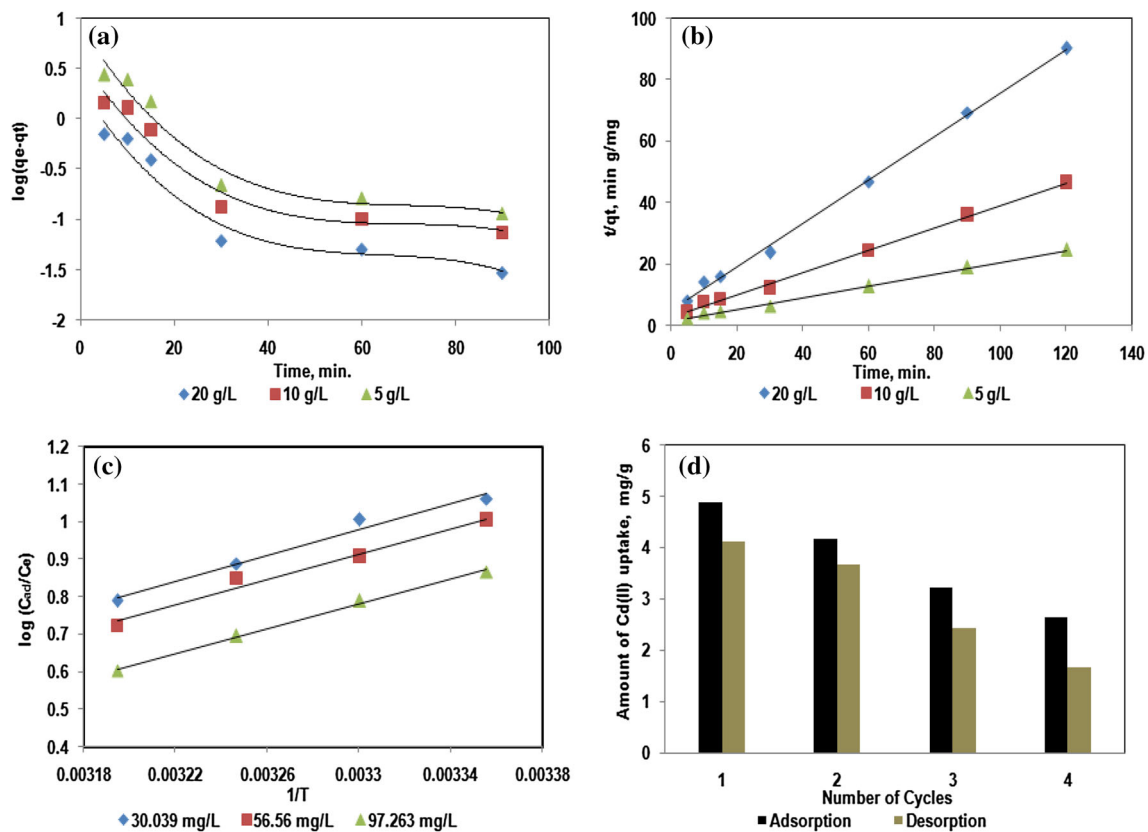 (a)
1
0.5
0
-0.5
-1
-1.5
-2
log(qe-qt)
0 20 40 60 80 100
Time, min.
20 g/L 10 g/L 5 g/L
(b)
100
80
60
40
20
0
t/qt, min g/mg
0 20 40 60 80 100 120 140
Time, min.
20 g/L 10 g/L 5 g/L
(c)
1.2
1.1
1
0.9
0.8
0.7
0.6
0.5
0.4
log (Cad/Ce)
0.00318 0.00322 0.00326 0.0033 0.00334 0.00338
1/T
30.039 mg/L 56.56 mg/L 97.263 mg/L
(d)
6
5
4
3
2
1
0
Amount of Cd(II) uptake, mg/g
1 2 3 4
Number of Cycles
Adsorption Desorption